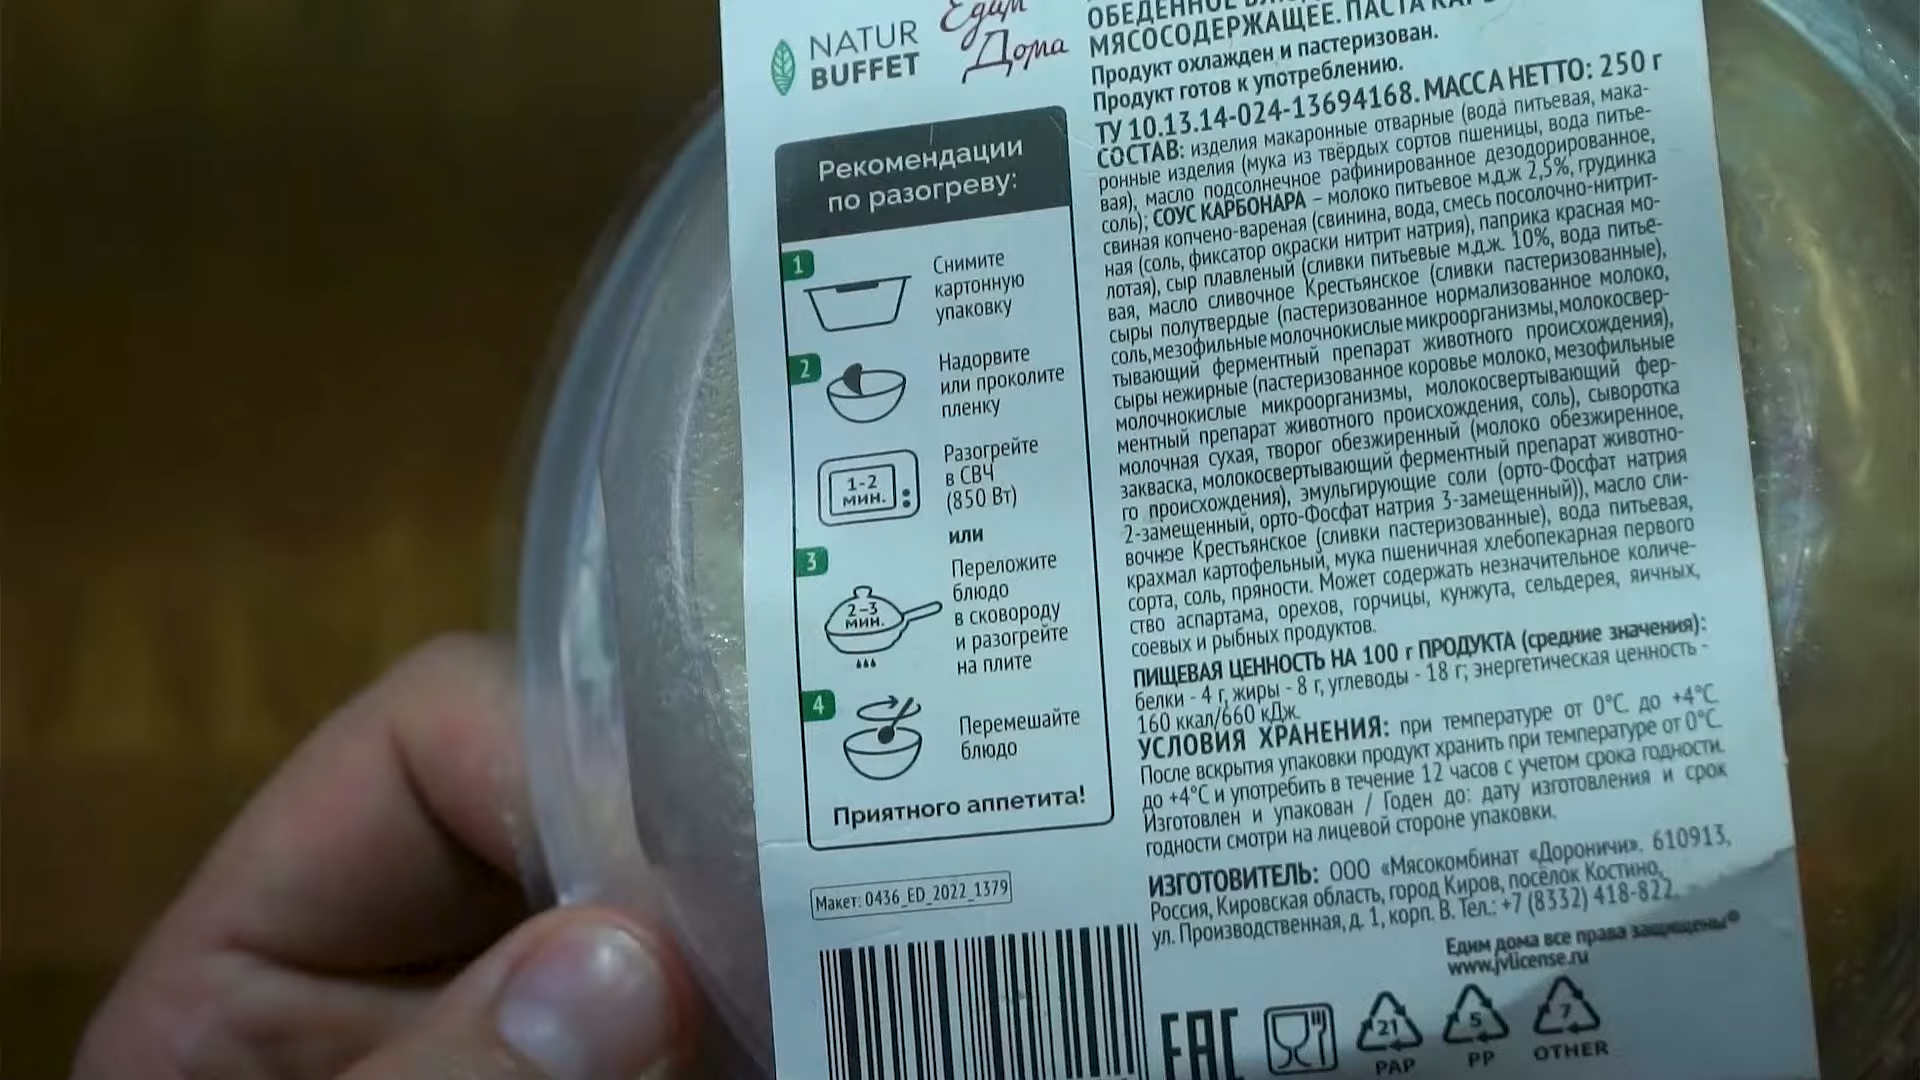 NATUR
BUFFET
Едим
Дома
Рекомендации
по разогреву:
1
Снимите
картонную
упаковку
2
Надорвите
или проколите
пленку
1-2
мин.
Разогрейте
в СВЧ
(850 Вт)
или
3
2-3
мин.
Переложите
блюдо
в сковороду
и разогрейте
на плите
4
Перемешайте
блюдо
Приятного аппетита!
Макет: 0436_ED_2022_1379
ОБЕДЕННОЕ
МЯСОСОДЕРЖАЩЕЕ. ПАСТА
Продукт охлажден и пастеризован.
Продукт готов к употреблению.
ТУ 10.13.14-024-13694168. МАССА НЕТТО: 250 г
СОСТАВ: изделия макаронные отварные (вода питьевая, мака-
ронные изделия (мука из твёрдых сортов пшеницы, вода питье-
вая), масло подсолнечное рафинированное дезодорированное,
соль); СОУС КАРБОНАРА – молоко питьевое м.д.ж 2,5%, грудинка
свиная копчено-вареная (свинина, вода, смесь посолочно-нитрит-
ная (соль, фиксатор окраски нитрит натрия), паприка красная мо-
лотая), сыр плавленый (сливки питьевые м.д.ж. 10%, вода питье-
вая, масло сливочное Крестьянское (сливки пастеризованные),
сыры полутвердые (пастеризованное нормализованное молоко,
соль, мезофильные молочнокислые микроорганизмы, молокосвер-
тывающий ферментный препарат животного происхождения),
сыры нежирные (пастеризованное коровье молоко, мезофильные
молочнокислые микроорганизмы, молокосвертывающий фер-
ментный препарат животного происхождения, соль), сыворотка
молочная сухая, творог обезжиренный (молоко обезжиренное,
закваска, молокосвертывающий ферментный препарат животно-
го происхождения), эмульгирующие соли (орто-Фосфат натрия
2-замещенный, орто-Фосфат натрия 3-замещенный)), масло сли-
вочное Крестьянское (сливки пастеризованные), вода питьевая,
крахмал картофельный, мука пшеничная хлебопекарная первого
сорта, соль, пряности. Может содержать незначительное количе-
ство аспартама, орехов, горчицы, кунжута, сельдерея, яичных,
соевых и рыбных продуктов.
ПИЩЕВАЯ ЦЕННОСТЬ НА 100 г ПРОДУКТА (средние значения):
белки - 4 г, жиры - 8 г, углеводы - 18 г; энергетическая ценность -
160 ккал/660 кДж.
УСЛОВИЯ ХРАНЕНИЯ: при температуре от 0°C до +4°C.
После вскрытия упаковки продукт хранить при температуре от 0°C
до +4°C и употребить в течение 12 часов с учетом срока годности.
Изготовлен и упакован / Годен до: дату изготовления и срок
годности смотри на лицевой стороне упаковки.
ИЗГОТОВИТЕЛЬ: ООО «Мясокомбинат «Дороничи». 610913,
Россия, Кировская область, город Киров, посёлок Костино,
ул. Производственная, д. 1, корп. В. Тел.: +7 (8332) 418-822.
Едим дома все права защищены®
www.jvlicense.ru
EAC
21
PAP
5
PP
7
OTHER